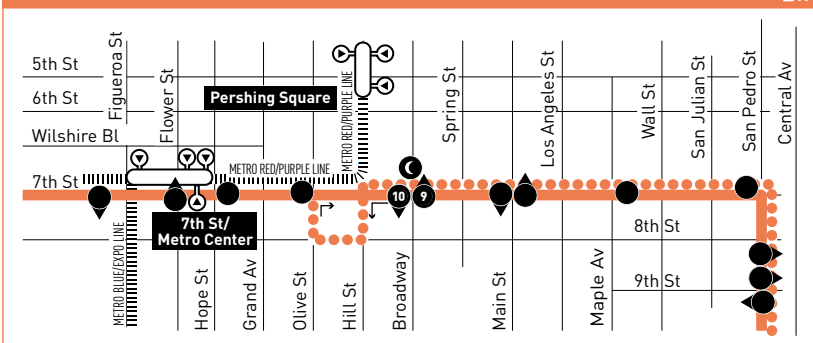 5th St
6th St
Wilshire Bl
7th St
Figueroa St
Flower St
Pershing Square
METRO RED/PURPLE LINE
METRO RED/PURPLE LINE
Spring St
Los Angeles St
Wall St
San Julian St
San Pedro St
Central Av
10
9
7th St/
Metro Center
METRO BLUE/EXPO LINE
Hope St
Grand Av
Olive St
Hill St
Broadway
Main St
Maple Av
8th St
9th St